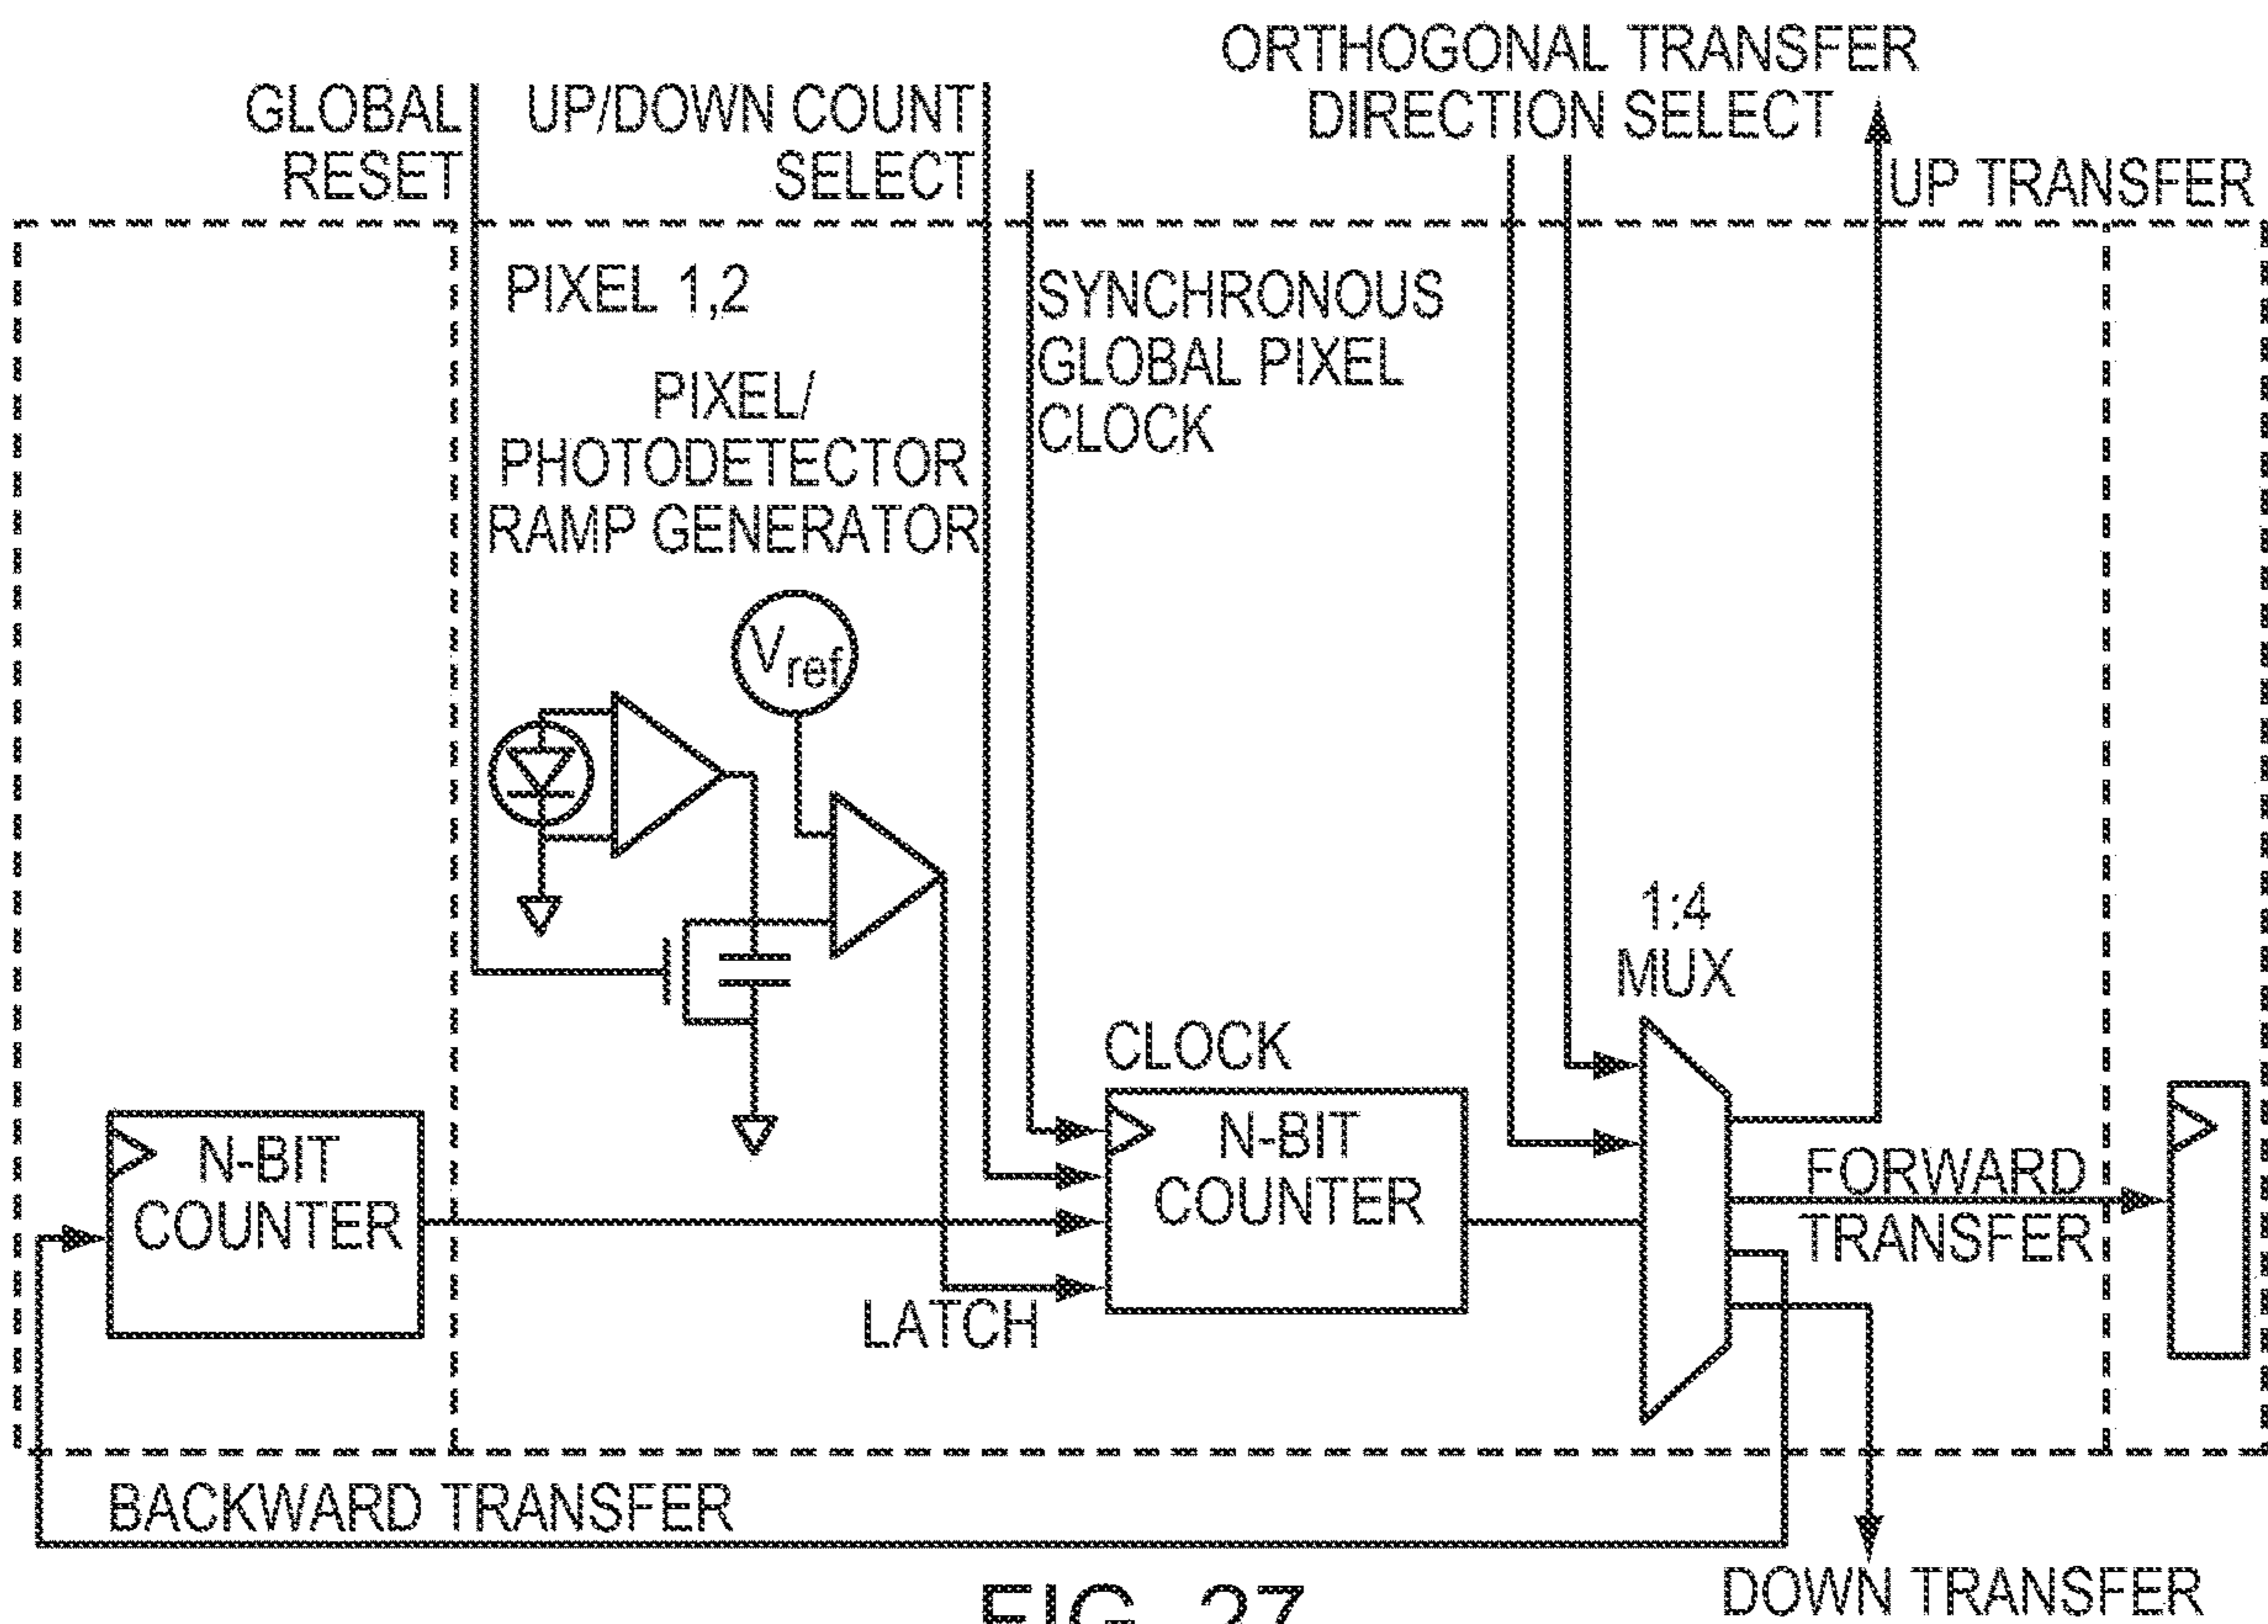 ORTHOGONAL TRANSFER
DIRECTION SELECT
GLOBAL
RESET
UP/DOWN COUNT
SELECT
UP TRANSFER
PIXEL 1,2
SYNCHRONOUS
GLOBAL PIXEL
CLOCK
PIXEL/
PHOTODETECTOR
RAMP GENERATOR
Vref
1:4
MUX
CLOCK
N-BIT
COUNTER
N-BIT
COUNTER
FORWARD
TRANSFER
LATCH
BACKWARD TRANSFER
DOWN TRANSFER
FIG. 27